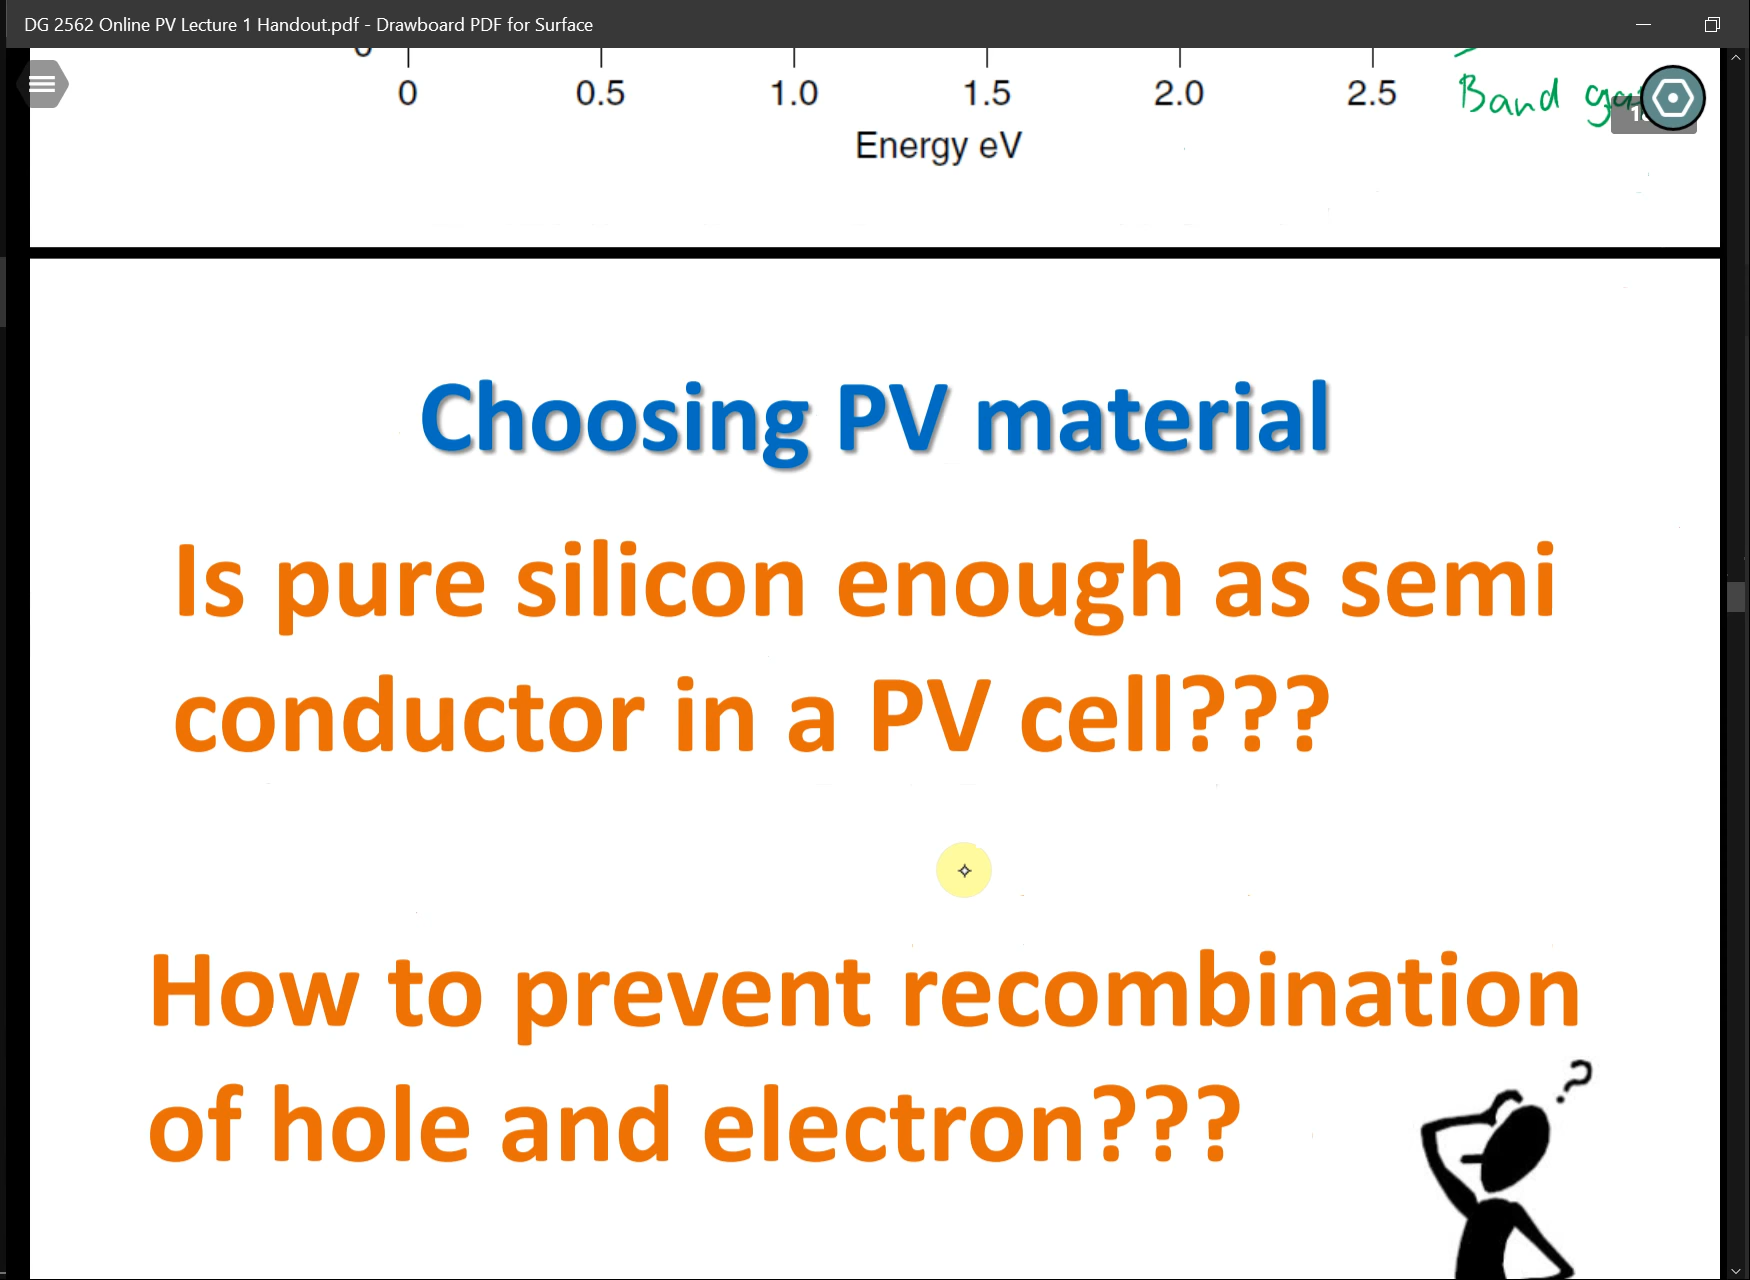 DG 2562 Online PV Lecture 1 Handout.pdf - Drawboard PDF for Surface
0
0 0.5 1.0 1.5 2.0 2.5
Band
Energy eV
Choosing PV material
Is pure silicon enough as semi
conductor in a PV cell???
How to prevent recombination
of hole and electron???
?